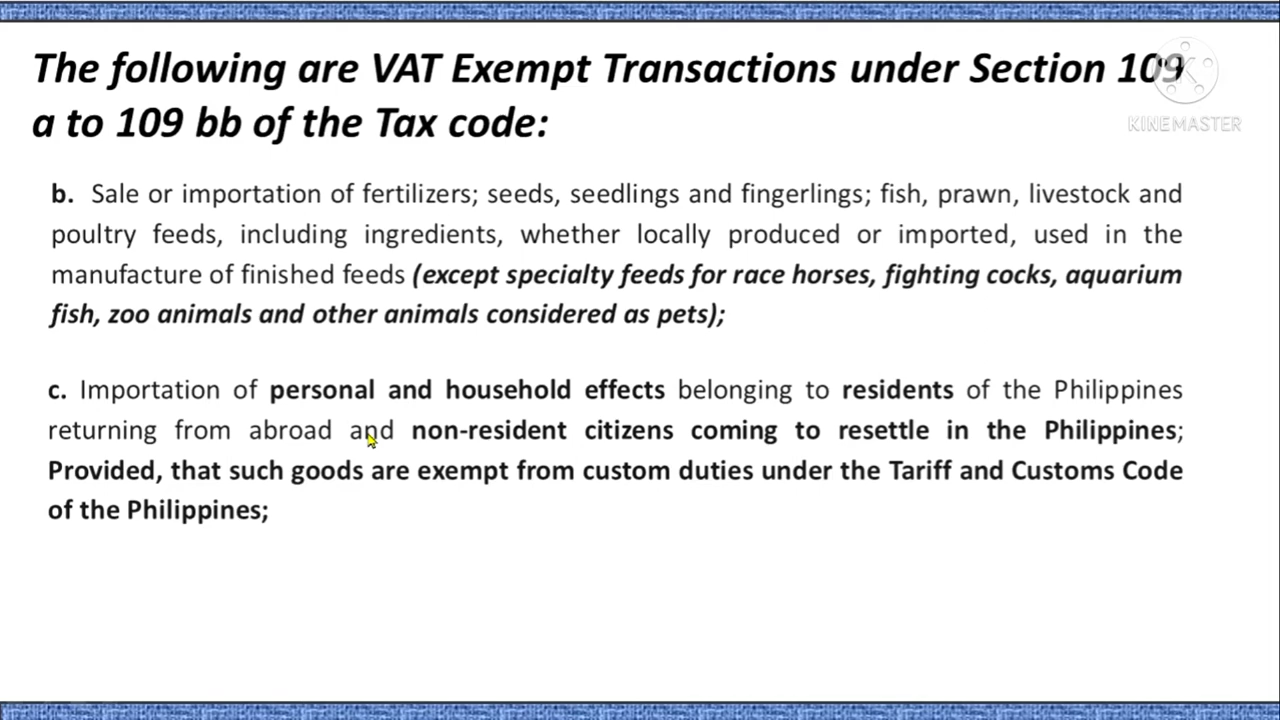 The following are VAT Exempt Transactions under Section 109
a to 109 bb of the Tax code:
KINEMASTER
b. Sale or importation of fertilizers; seeds, seedlings and fingerlings; fish, prawn, livestock and
poultry feeds, including ingredients, whether locally produced or imported, used in the
manufacture of finished feeds (except specialty feeds for race horses, fighting cocks, aquarium
fish, zoo animals and other animals considered as pets);
c. Importation of personal and household effects belonging to residents of the Philippines
returning from abroad and non-resident citizens coming to resettle in the Philippines;
Provided, that such goods are exempt from custom duties under the Tariff and Customs Code
of the Philippines;